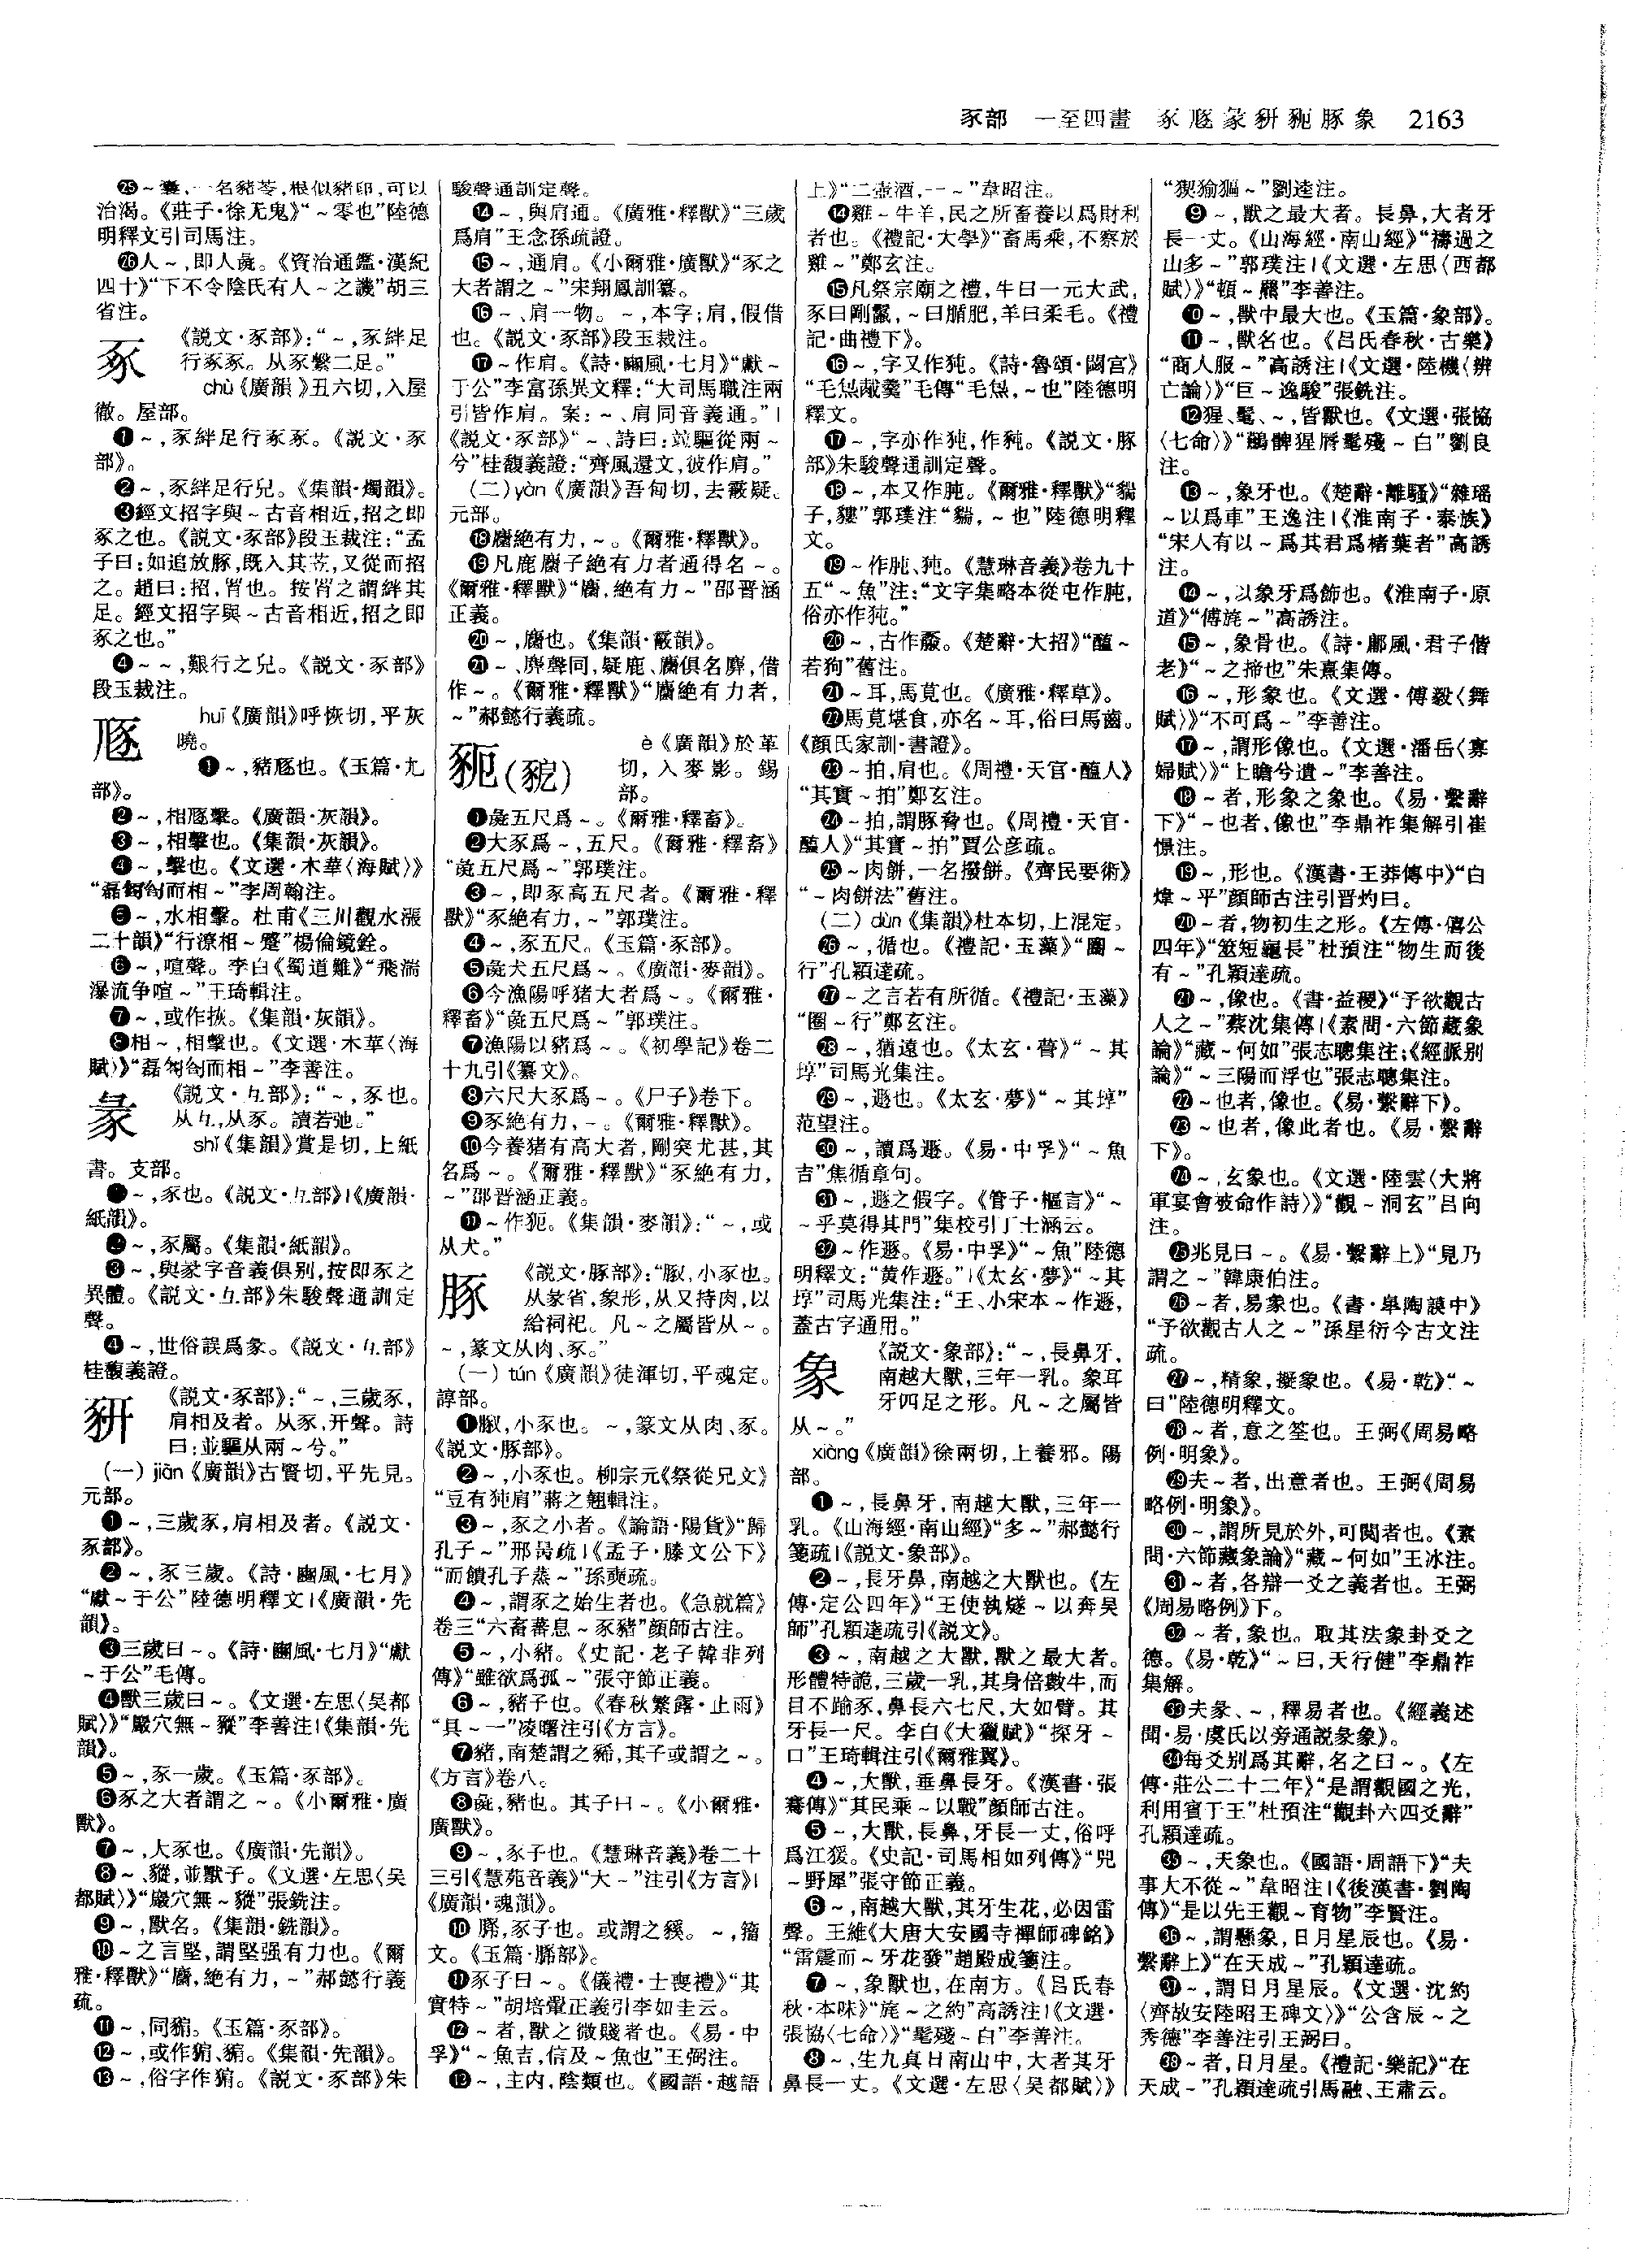 豕部 一至四畫 豖豗彖豜豟豚象 2163
㉕~橐,一名豬苓,根似豬卵,可以
治渴。《莊子·徐无鬼》“~零也”陸德
明釋文引司馬注。
㉖人~,即人彘。《資治通鑑·漢紀
四十》“下不令陰氏有人~之譏”胡三
省注。
豖
《説文·豕部》:“~,豕絆足
行豖豖。从豕繫二足。”
chù《廣韻》丑六切,入屋
徹。屋部。
❶~,豕絆足行豖豖。《説文·豕
部》。
❷~,豕絆足行皃。《集韻·燭韻》。
❸經文招字與~古音相近,招之即
豖之也。《説文·豕部》段玉裁注:“孟
子曰:如追放豚,既入其苙,又從而招
之。趙曰:招,罥也。按罥之謂絆其
足。經文招字與~古音相近,招之即
豖之也。”
❹~~,艱行之皃。《説文·豕部》
段玉裁注。
豗
huī《廣韻》呼恢切,平灰
曉。
❶~,豬豗也。《玉篇·尢
部》。
❷~,相豗擊。《廣韻·灰韻》。
❸~,相擊也。《集韻·灰韻》。
❹~,擊也。《文選·木華〈海賦〉》
“磊匒匌而相~”李周翰注。
❺~,水相擊。杜甫《三川觀水漲
二十韻》“行潦相~蹙”楊倫鏡銓。
❻~,喧聲。李白《蜀道難》“飛湍
瀑流争喧~”王琦輯注。
❼~,或作拻。《集韻·灰韻》。
❽相~,相擊也。《文選·木華〈海
賦〉》“磊匒匌而相~”李善注。
彖
《説文·彑部》:“~,豕也。
从彑,从豕。讀若弛。”
shǐ《集韻》賞是切,上紙
書。支部。
❶~,豕也。《説文·彑部》|《廣韻·
紙韻》。
❷~,豕屬。《集韻·紙韻》。
❸~,與彖字音義俱别,按即豕之
異體。《説文·彑部》朱駿聲通訓定
聲。
❹~,世俗誤爲彖。《説文·彑部》
桂馥義證。
豜
《説文·豕部》:“~,三歲豕,
肩相及者。从豕,幵聲。詩
曰:並驅从兩~兮。”
(一)jiān《廣韻》古賢切,平先見。
元部。
❶~,三歲豕,肩相及者。《説文·
豕部》。
❷~,豕三歲。《詩·豳風·七月》
“獻~于公”陸德明釋文|《廣韻·先
韻》。
❸三歲曰~。《詩·豳風·七月》“獻
~于公”毛傳。
❹獸三歲曰~。《文選·左思〈吴都
賦〉》“巖穴無~豵”李善注|《集韻·先
韻》。
❺~,豕一歲。《玉篇·豕部》。
❻豕之大者謂之~。《小爾雅·廣
獸》。
❼~,大豕也。《廣韻·先韻》。
❽~、豵,並獸子。《文選·左思〈吴
都賦〉》“巖穴無~豵”張銑注。
❾~,獸名。《集韻·銑韻》。
❿~之言堅,謂堅强有力也。《爾
雅·釋獸》“麕,絶有力,~”郝懿行義
疏。
⓫~,同豣。《玉篇·豕部》。
⓬~,或作豣、猏。《集韻·先韻》。
⓭~,俗字作豣。《説文·豕部》朱
駿聲通訓定聲。
⓮~,與肩通。《廣雅·釋獸》“三歲
爲肩”王念孫疏證。
⓯~,通肩。《小爾雅·廣獸》“豕之
大者謂之~”宋翔鳳訓纂。
⓰~、肩一物。~,本字;肩,假借
也。《説文·豕部》段玉裁注。
⓱~作肩。《詩·豳風·七月》“獻~
于公”李富孫異文釋:“大司馬職注兩
引皆作肩。案:~、肩同音義通。”|
《説文·豕部》“~、詩曰:並驅從兩~
兮”桂馥義證:“齊風還文,彼作肩。”
(二)yàn《廣韻》吾甸切,去霰疑。
元部。
⓲麕絶有力,~。《爾雅·釋獸》。
⓳凡鹿麕子絶有力者通得名~。
《爾雅·釋獸》“麕,絶有力~”邵晋涵
正義。
⓴~,麕也。《集韻·霰韻》。
㉑~、麉聲同,疑鹿、麕俱名麉,借
作~。《爾雅·釋獸》“麕絶有力者,
~”郝懿行義疏。
豟(豝)
è《廣韻》於革
切,入麥影。錫
部。
❶彘五尺爲~。《爾雅·釋畜》。
❷大豕爲~,五尺。《爾雅·釋畜》
“彘五尺爲~”郭璞注。
❸~,即豕高五尺者。《爾雅·釋
獸》“豕絶有力,~”郭璞注。
❹~,豕五尺。《玉篇·豕部》。
❺彘犬五尺爲~。《廣韻·麥韻》。
❻今漁陽呼猪大者爲~。《爾雅·
釋畜》“彘五尺爲~”郭璞注。
❼漁陽以豬爲~。《初學記》卷二
十九引《纂文》。
❽六尺大豕爲~。《尸子》卷下。
❾豕絶有力,~。《爾雅·釋獸》。
❿今養猪有高大者,剛突尤甚,其
名爲~。《爾雅·釋獸》“豕絶有力,
~”邵晋涵正義。
⓫~作犯。《集韻·麥韻》:“~,或
从犬。”
豚
《説文·豚部》:“𢑓,小豕也。
从彖省,象形,从又持肉,以
給祠祀。凡~之屬皆从~。
~,篆文从肉、豕。”
(一)tún《廣韻》徒渾切,平魂定。
諄部。
❶𢑓,小豕也。~,篆文从肉、豕。
《説文·豚部》。
❷~,小豕也。柳宗元《祭從兄文》
“豆有㹠肩”蔣之翹輯注。
❸~,豕之小者。《論語·陽貨》“歸
孔子~”邢昺疏|《孟子·滕文公下》
“而饋孔子蒸~”孫奭疏。
❹~,謂豕之始生者也。《急就篇》
卷三“六畜蕃息~豕豬”顔師古注。
❺~,小豬。《史記·老子韓非列
傳》“雖欲爲孤~”張守節正義。
❻~,豬子也。《春秋繁露·止雨》
“具~一”凌曙注引《方言》。
❼豬,南楚謂之豨,其子或謂之~。
《方言》卷八。
❽彘,豬也。其子曰~。《小爾雅·
廣獸》。
❾~,豕子也。《慧琳音義》卷二十
三引《慧苑音義》“大~”注引《方言》|
《廣韻·魂韻》。
❿豚,豕子也。或謂之豯。~,籀
文。《玉篇·豚部》。
⓫豕子曰~。《儀禮·士喪禮》“其
實特~”胡培翬正義引李如圭云。
⓬~者,獸之微賤者也。《易·中
孚》“~魚吉,信及~魚也”王弼注。
⓭~,主内,陰類也。《國語·越語
上》“二壺酒,一~”韋昭注。
⓮雞~牛羊,民之所畜養以爲財利
者也。《禮記·大學》“畜馬乘,不察於
雞~”鄭玄注。
⓯凡祭宗廟之禮,牛曰一元大武,
豕曰剛鬣,~曰腯肥,羊曰柔毛。《禮
記·曲禮下》。
⓰~,字又作㹠。《詩·魯頌·閟宫》
“毛炰胾羹”毛傳“毛炰,~也”陸德明
釋文。
⓱~,字亦作㹠,作豘。《説文·豚
部》朱駿聲通訓定聲。
⓲~,本又作肫。《爾雅·釋獸》“貒
子,貗”郭璞注“貒,~也”陸德明釋
文。
⓳~作肫、㹠。《慧琳音義》卷九十
五“~魚”注:“文字集略本從屯作肫,
俗亦作㹠。”
⓴~,古作𧱲。《楚辭·大招》“醢~
若狗”舊注。
㉑~耳,馬莧也。《廣雅·釋草》。
㉒馬莧堪食,亦名~耳,俗曰馬齒。
《顔氏家訓·書證》。
㉓~拍,肩也。《周禮·天官·醢人》
“其實~拍”鄭玄注。
㉔~拍,謂豚脅也。《周禮·天官·
醢人》“其實~拍”賈公彦疏。
㉕~肉餅,一名撥餅。《齊民要術》
“~肉餅法”舊注。
(二)dùn《集韻》杜本切,上混定。
㉖~,循也。《禮記·玉藻》“圈~
行”孔穎達疏。
㉗~之言若有所循。《禮記·玉藻》
“圈~行”鄭玄注。
㉘~,猶遠也。《太玄·瞢》“~其
埻”司馬光集注。
㉙~,遯也。《太玄·夢》“~其埻”
范望注。
㉚~,讀爲遯。《易·中孚》“~魚
吉”焦循章句。
㉛~,遯之假字。《管子·樞言》“~
~乎莫得其門”集校引丁士涵云。
㉜~作遯。《易·中孚》“~魚”陸德
明釋文:“黄作遯。”|《太玄·夢》“~其
埻”司馬光集注:“王、小宋本~作遯,
蓋古字通用。”
象
《説文·象部》:“~,長鼻牙,
南越大獸,三年一乳。象耳
牙四足之形。凡~之屬皆
从~。”
xiàng《廣韻》徐兩切,上養邪。陽
部。
❶~,長鼻牙,南越大獸,三年一
乳。《山海經·南山經》“多~”郝懿行
箋疏|《説文·象部》。
❷~,長牙鼻,南越之大獸也。《左
傳·定公四年》“王使執燧~以奔吴
師”孔穎達疏引《説文》。
❸~,南越之大獸,獸之最大者。
形體特詭,三歲一乳,其身倍數牛,而
目不踰豕,鼻長六七尺,大如臂。其
牙長一尺。李白《大獵賦》“探牙~
口”王琦輯注引《爾雅翼》。
❹~,大獸,垂鼻長牙。《漢書·張
騫傳》“其民乘~以戰”顔師古注。
❺~,大獸,長鼻,牙長一丈,俗呼
爲江猨。《史記·司馬相如列傳》“兕
~野犀”張守節正義。
❻~,南越大獸,其牙生花,必因雷
聲。王維《大唐大安國寺禪師碑銘》
“雷震而~牙花發”趙殿成箋注。
❼~,象獸也,在南方。《吕氏春
秋·本味》“旄~之約”高誘注|《文選·
張協〈七命〉》“髦殘~白”李善注。
❽~,生九真日南山中,大者其牙
鼻長一丈。《文選·左思〈吴都賦〉》
“猰㺄猵~”劉逵注。
❾~,獸之最大者。長鼻,大者牙
長一丈。《山海經·南山經》“禱過之
山多~”郭璞注|《文選·左思〈西都
賦〉》“頓~羆”李善注。
❿~,獸中最大也。《玉篇·象部》。
⓫~,獸名也。《吕氏春秋·古樂》
“商人服~”高誘注|《文選·陸機〈辨
亡論〉》“巨~逸駿”張銑注。
⓬猩、髦、~,皆獸也。《文選·張協
〈七命〉》“鷰髀猩脣髦殘~白”劉良
注。
⓭~,象牙也。《楚辭·離騷》“雜瑶
~以爲車”王逸注|《淮南子·泰族》
“宋人有以~爲其君爲楮葉者”高誘
注。
⓮~,以象牙爲飾也。《淮南子·原
道》“傅旄~”高誘注。
⓯~,象骨也。《詩·鄘風·君子偕
老》“~之揥也”朱熹集傳。
⓰~,形象也。《文選·傅毅〈舞
賦〉》“不可爲~”李善注。
⓱~,謂形像也。《文選·潘岳〈寡
婦賦〉》“上瞻兮遺~”李善注。
⓲~者,形象之象也。《易·繫辭
下》“~也者,像也”李鼎祚集解引崔
憬注。
⓳~,形也。《漢書·王莽傳中》“白
煒~平”顔師古注引晋灼曰。
⓴~者,物初生之形。《左傳·僖公
四年》“筮短龜長”杜預注“物生而後
有~”孔穎達疏。
㉑~,像也。《書·益稷》“予欲觀古
人之~”蔡沈集傳|《素問·六節藏象
論》“藏~何如”張志聰集注;《經脈别
論》“~三陽而浮也”張志聰集注。
㉒~也者,像也。《易·繫辭下》。
㉓~也者,像此者也。《易·繫辭
下》。
㉔~,玄象也。《文選·陸雲〈大將
軍宴會被命作詩〉》“觀~洞玄”吕向
注。
㉕兆見曰~。《易·繫辭上》“見乃
謂之~”韓康伯注。
㉖~者,易象也。《書·皋陶謨中》
“予欲觀古人之~”孫星衍今古文注
疏。
㉗~,精象,擬象也。《易·乾》“~
曰”陸德明釋文。
㉘~者,意之筌也。王弼《周易略
例·明象》。
㉙夫~者,出意者也。王弼《周易
略例·明象》。
㉚~,謂所見於外,可閲者也。《素
問·六節藏象論》“藏~何如”王冰注。
㉛~者,各辯一爻之義者也。王弼
《周易略例》下。
㉜~者,象也。取其法象卦爻之
德。《易·乾》“~曰,天行健”李鼎祚
集解。
㉝夫彖、~,釋易者也。《經義述
聞·易·虞氏以旁通説彖象》。
㉞每爻别爲其辭,名之曰~。《左
傳·莊公二十二年》“是謂觀國之光,
利用賓于王”杜預注“觀卦六四爻辭”
孔穎達疏。
㉟~,天象也。《國語·周語下》“夫
事大不從~”韋昭注|《後漢書·劉陶
傳》“是以先王觀~育物”李賢注。
㊱~,謂懸象,日月星辰也。《易·
繫辭上》“在天成~”孔穎達疏。
㊲~,謂日月星辰。《文選·沈約
〈齊故安陸昭王碑文〉》“公含辰~之
秀德”李善注引王弼曰。
㊳~者,日月星。《禮記·樂記》“在
天成~”孔穎達疏引馬融、王肅云。